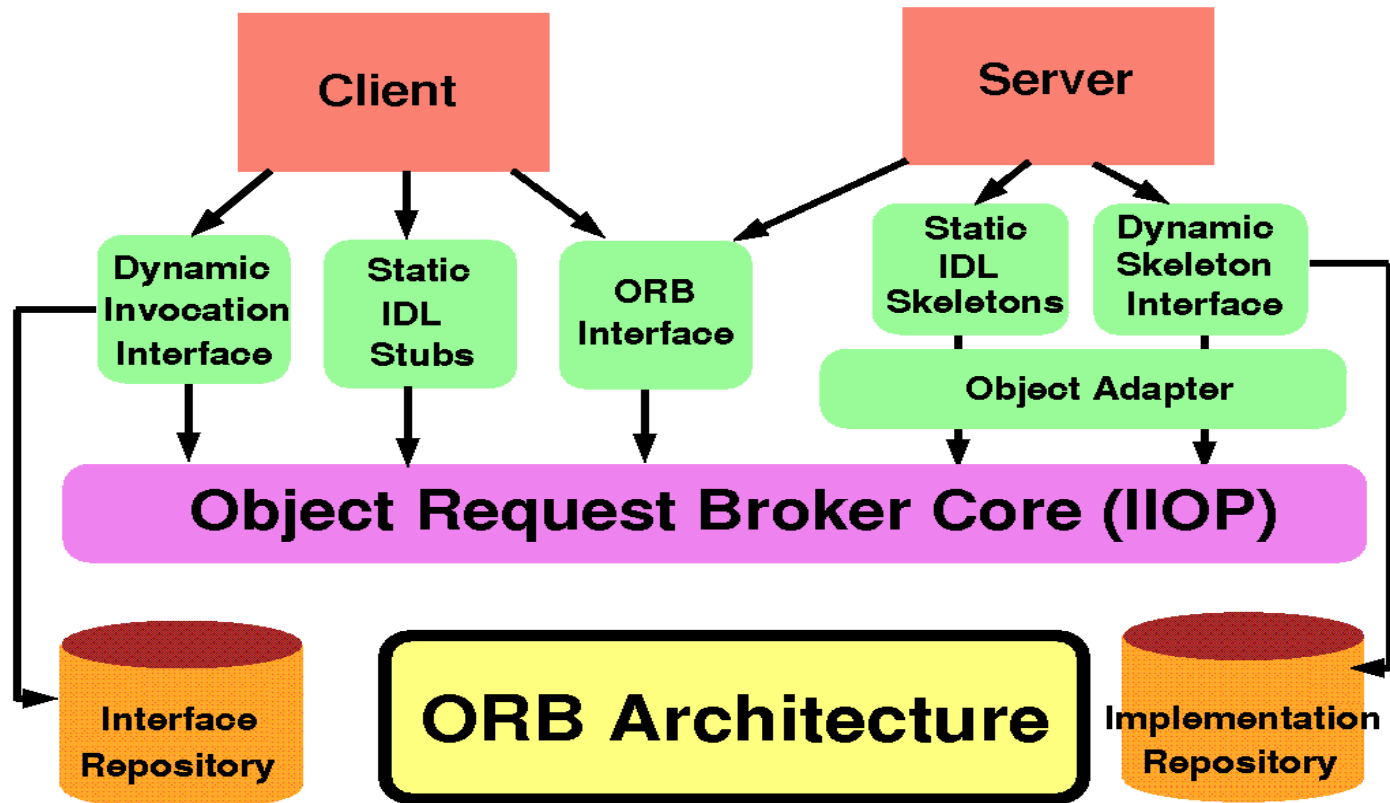 Client
Server
Dynamic
Invocation
Interface
Static
IDL
Stubs
ORB
Interface
Static
IDL
Skeletons
Dynamic
Skeleton
Interface
Object Adapter
Object Request Broker Core (IIOP)
Interface
Repository
ORB Architecture
Implementation
Repository